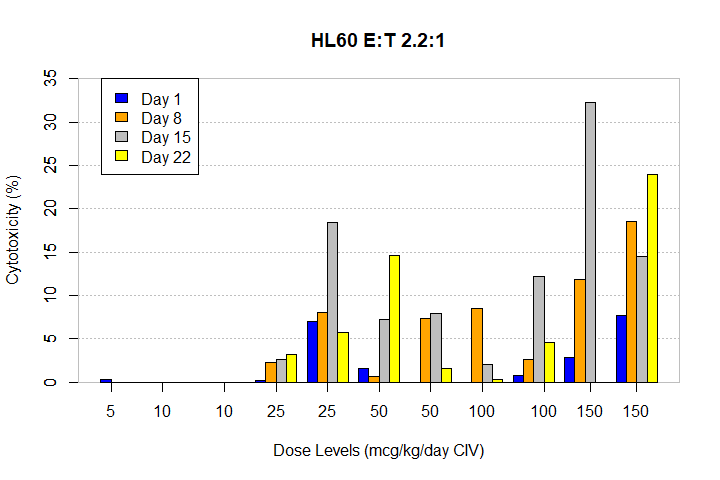 HL60 E:T 2.2:1
Day 1
Day 8
Day 15
Day 22
Cytotoxicity (%)
35
30
25
20
15
10
5
0
5 10 10 25 25 50 50 100 100 150 150
Dose Levels (mcg/kg/day CIV)